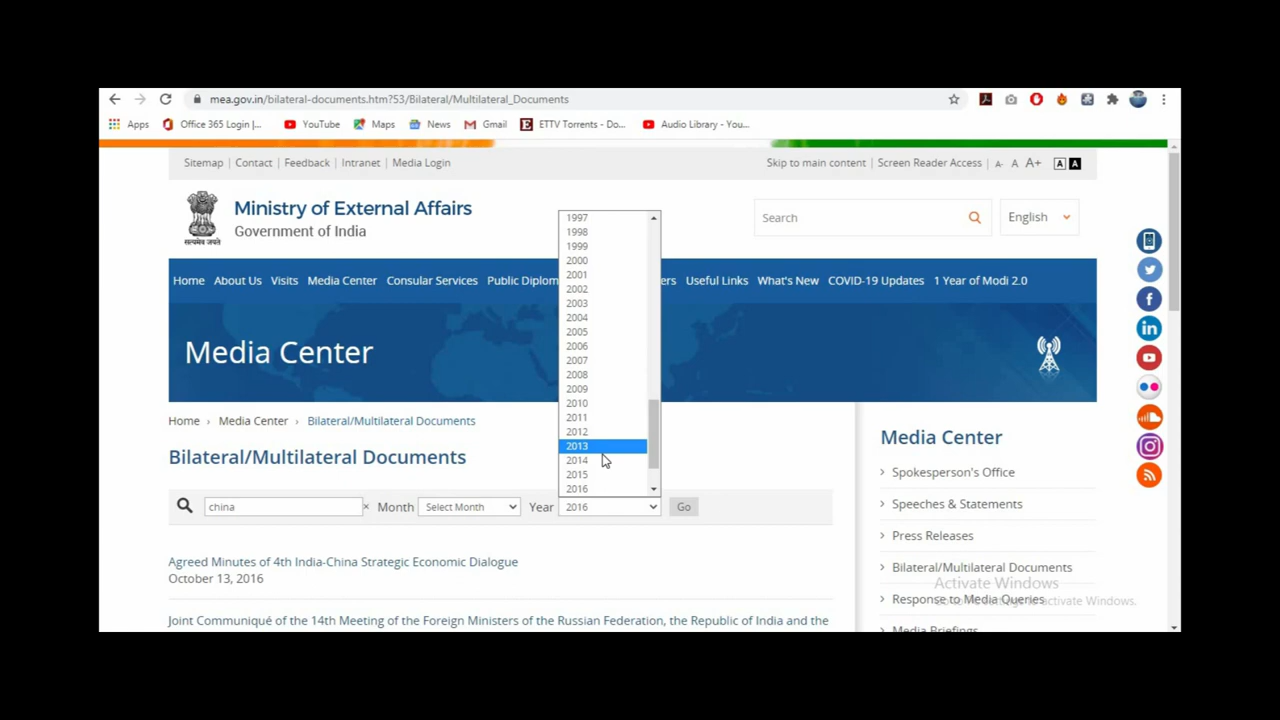 mea.gov.in/bilateral-documents.htm?53/Bilateral/Multilateral_Documents
Apps Office 365 Login |... YouTube Maps News Gmail ETTV Torrents - Do... Audio Library - You...
Sitemap | Contact | Feedback | Intranet | Media Login
Skip to main content | Screen Reader Access | A- A A+ A A
Ministry of External Affairs
Government of India
सत्यमेव जयते
Search
English
Home About Us Visits Media Center Consular Services Public Diplom ers Useful Links What's New COVID-19 Updates 1 Year of Modi 2.0
Media Center
Home › Media Center › Bilateral/Multilateral Documents
Bilateral/Multilateral Documents
1997
1998
1999
2000
2001
2002
2003
2004
2005
2006
2007
2008
2009
2010
2011
2012
2013
2014
2015
2016
china × Month Select Month Year 2016 Go
Agreed Minutes of 4th India-China Strategic Economic Dialogue
October 13, 2016
Joint Communiqué of the 14th Meeting of the Foreign Ministers of the Russian Federation, the Republic of India and the
Media Center
Spokesperson's Office
Speeches & Statements
Press Releases
Bilateral/Multilateral Documents
Activate Windows
Response to Media Queries
activate Windows.
Media Briefings